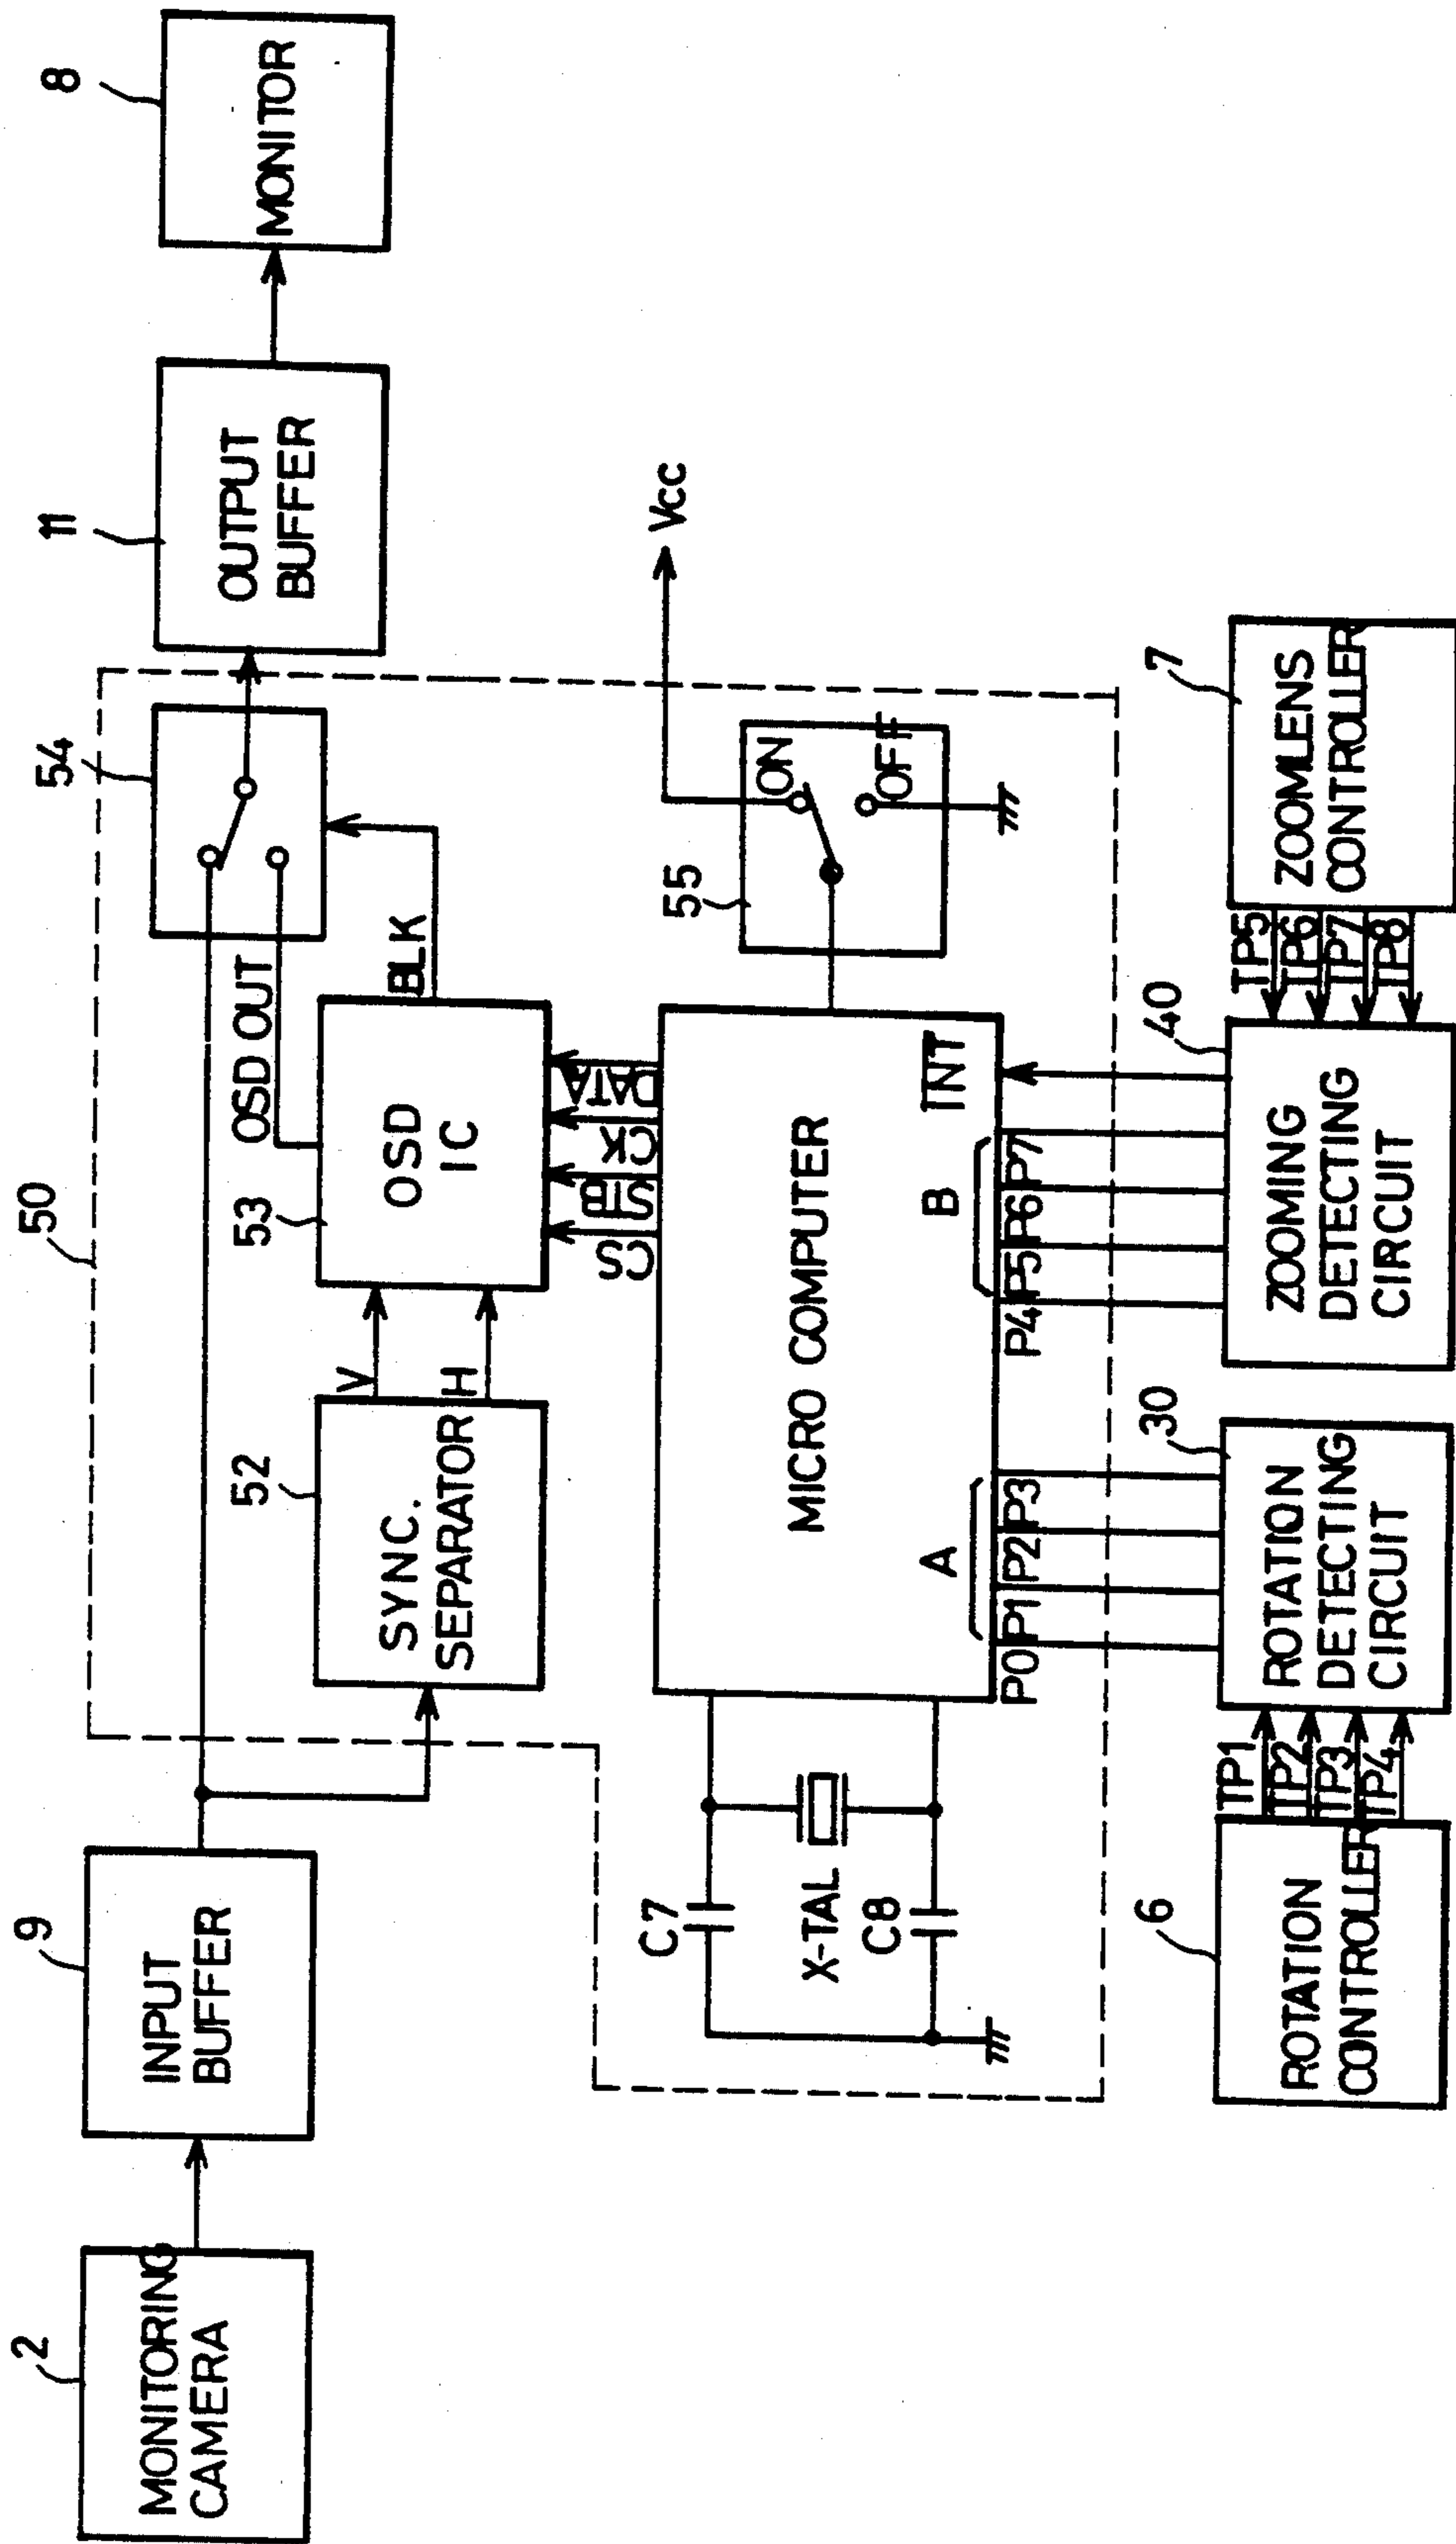 2
MONITORING
CAMERA
9
INPUT
BUFFER
50
54
11
OUTPUT
BUFFER
8
MONITOR
52
SYNC.
SEPARATOR
V
H
53
OSD
IC
OSD OUT
BLK
CS
STB
CK
DATA
C7
X-TAL
C8
MICRO COMPUTER
A
B
INT
P0
P1
P2
P3
P4
P5
P6
P7
55
ON
OFF
Vcc
6
ROTATION
CONTROLLER
TP1
TP2
TP3
TP4
30
ROTATION
DETECTING
CIRCUIT
40
ZOOMING
DETECTING
CIRCUIT
TP5
TP6
TP7
TP8
7
ZOOMLENS
CONTROLLER